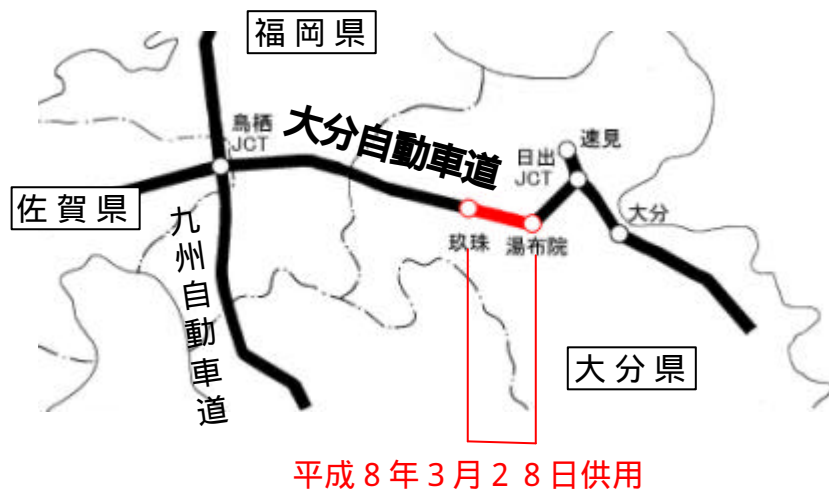 福岡県
鳥栖
JCT
大分自動車道
速見
日出
JCT
佐賀県
大分
玖珠
湯布院
九州自動車道
大分県
平成８年３月２８日供用